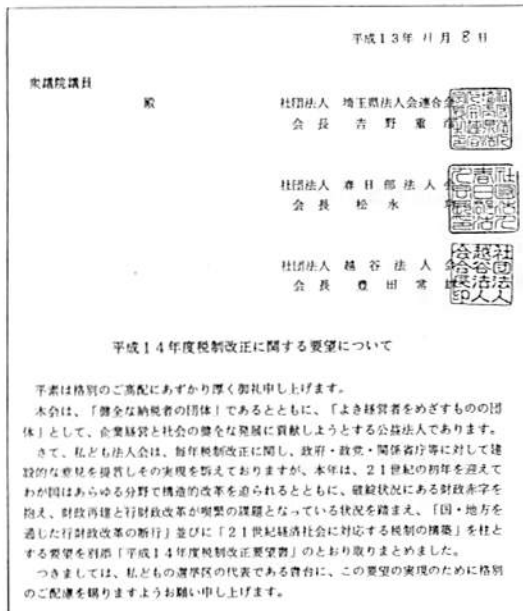 平成13年11月8日
衆議院議員
殿
社団法人 埼玉県法人会連合会
会長 吉野重彦
社団法人 春日部法人会
会長 松永
社団法人 越谷法人会
会長 豊田常雄
平成14年度税制改正に関する要望について
平素は格別のご高配にあずかり厚く御礼申し上げます。
本会は、「健全な納税者の団体」であるとともに、「よき経営者をめざすものの団
体」として、企業経営と社会の健全な発展に貢献しようとする公益法人であります。
さて、私ども法人会は、毎年税制改正に関し、政府・政党・関係省庁等に対して建
設的な意見を提言しその実現を訴えておりますが、本年は、21世紀の初年を迎えて
わが国はあらゆる分野で構造的改革を迫られるとともに、破綻状況にある財政赤字を
抱え、財政再建と行財政改革が喫緊の課題となっている状況を踏まえ、「国・地方を
通した行財政改革の断行」並びに「21世紀経済社会に対応する税制の構築」を柱と
する要望を別添「平成14年度税制改正要望書」のとおり取りまとめました。
つきましては、私どもの選挙区の代表である貴台に、この要望の実現のために格別
のご配慮を賜りますようお願い申し上げます。